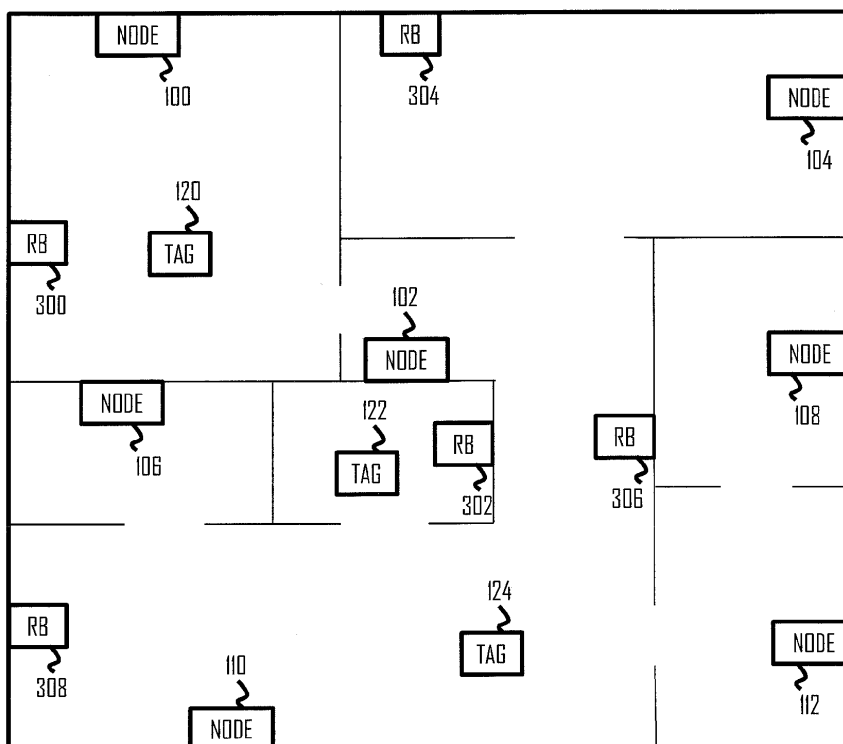 NODE
100
RB
304
NODE
104
120
TAG
RB
300
102
NODE
NODE
108
NODE
106
122
TAG
RB
302
RB
306
124
TAG
RB
308
110
NODE
NODE
112